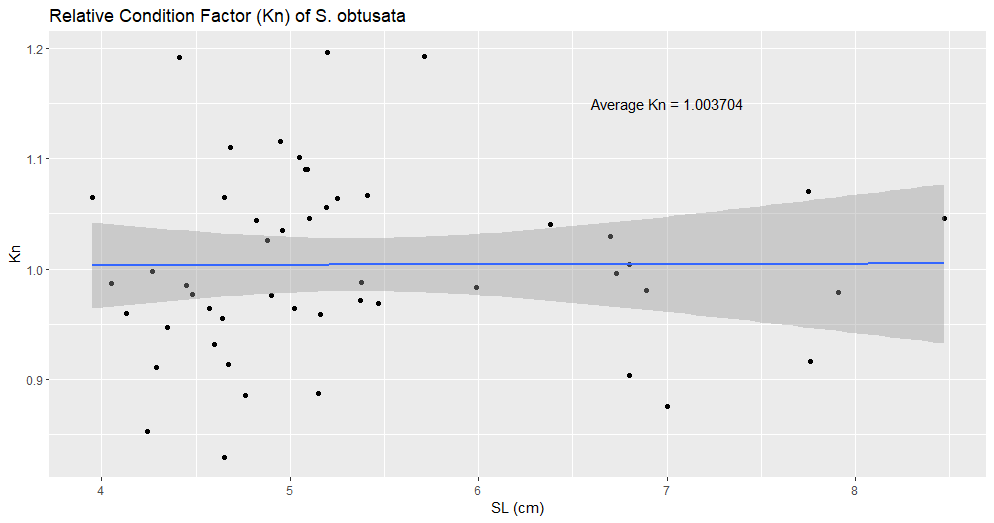 Relative Condition Factor (Kn) of S. obtusata
1.2
Average Kn = 1.003704
1.1
Kn
1.0
0.9
4 5 6 7 8
SL (cm)